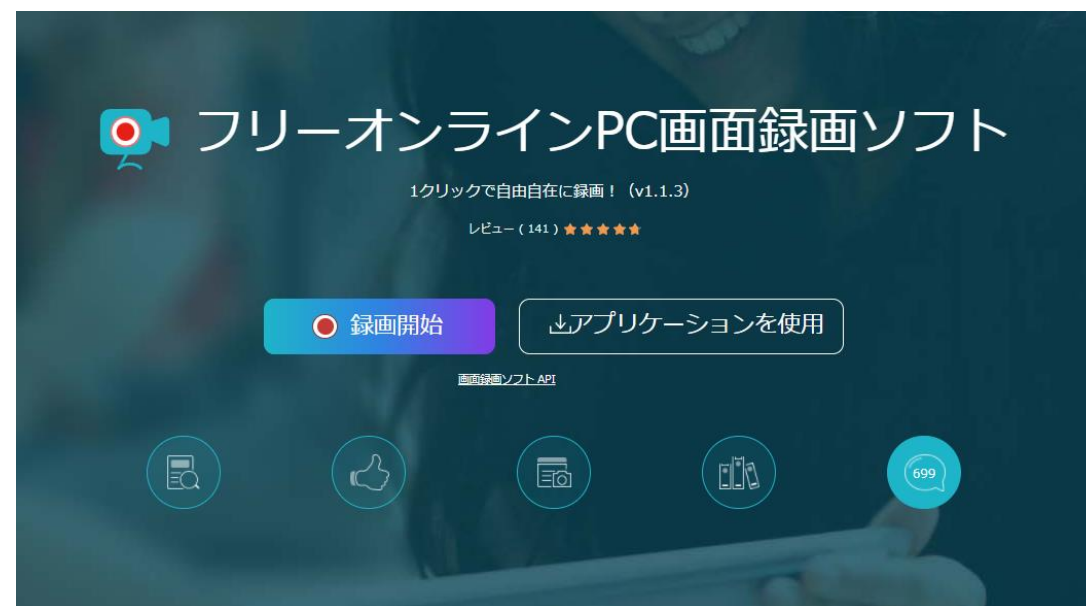 フリーオンラインPC画面録画ソフト
1クリックで自由自在に録画！（v1.1.3）
レビュー ( 141 )
録画開始
アプリケーションを使用
画面録画ソフト API
699